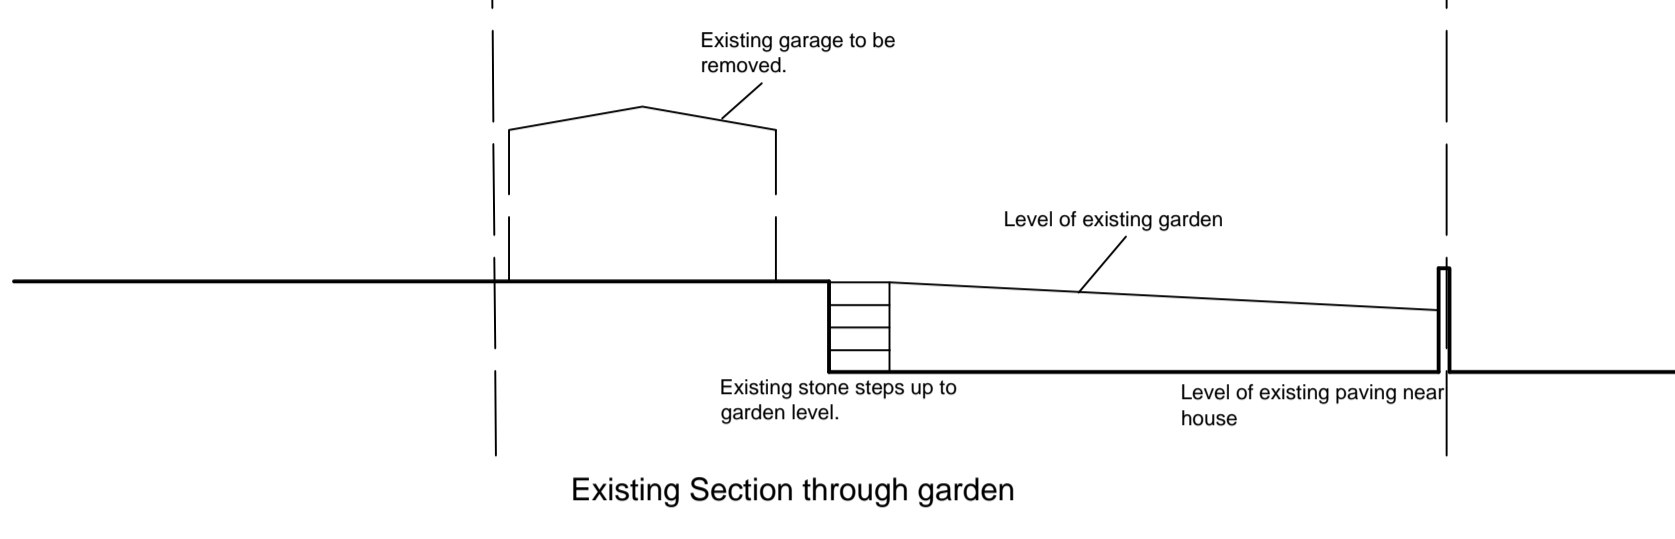 Existing garage to be
removed.
Level of existing garden
Existing stone steps up to
garden level.
Level of existing paving near
house
Existing Section through garden